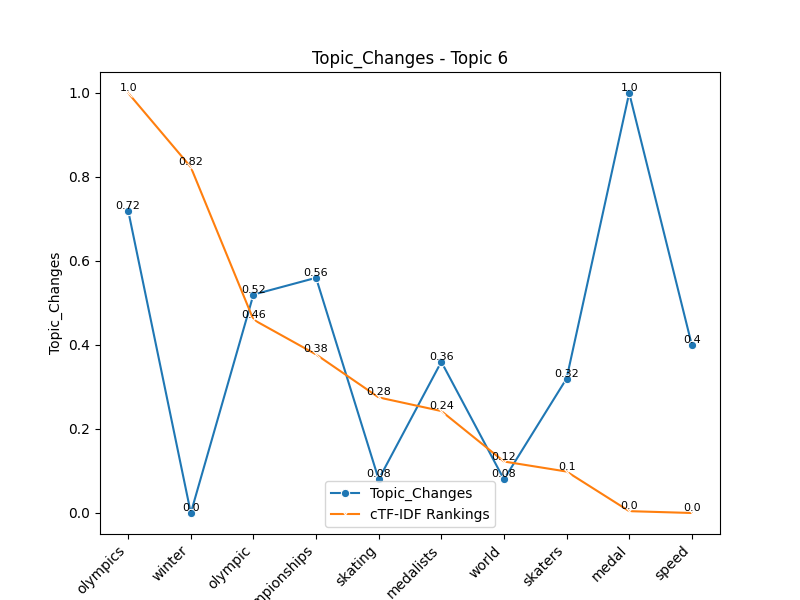 Topic_Changes - Topic 6
Topic_Changes
1.0
0.8
0.6
0.4
0.2
0.0
1.0
0.82
0.46
0.38
0.28
0.24
0.12
0.1
0.0
0.0
0.72
0.0
0.52
0.56
0.08
0.36
0.08
0.32
1.0
0.4
Topic_Changes
cTF-IDF Rankings
olympics
winter
olympic
mpionships
skating
medalists
world
skaters
medal
speed